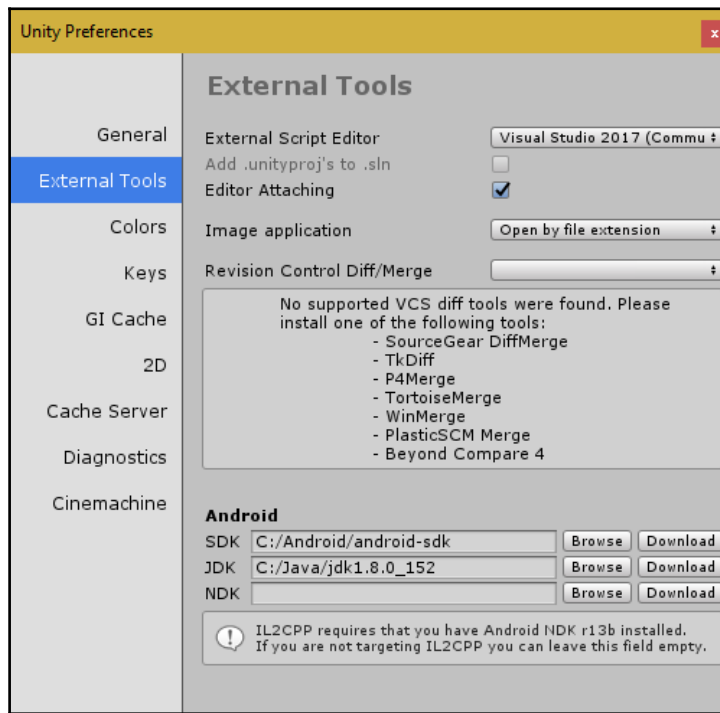 Unity Preferences
x
External Tools
General
External Tools
Colors
Keys
GI Cache
2D
Cache Server
Diagnostics
Cinemachine
External Script Editor Visual Studio 2017 (Commu
Add .unityproj's to .sln
Editor Attaching
Image application Open by file extension
Revision Control Diff/Merge
No supported VCS diff tools were found. Please
install one of the following tools:
- SourceGear DiffMerge
- TkDiff
- P4Merge
- TortoiseMerge
- WinMerge
- PlasticSCM Merge
- Beyond Compare 4
Android
SDK C:/Android/android-sdk Browse Download
JDK C:/Java/jdk1.8.0_152 Browse Download
NDK Browse Download
IL2CPP requires that you have Android NDK r13b installed.
If you are not targeting IL2CPP you can leave this field empty.